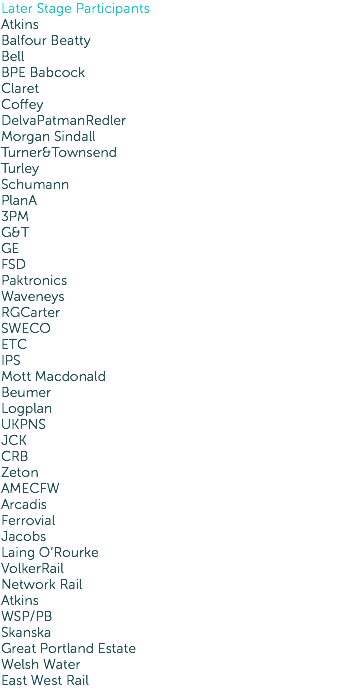 Later Stage Participants
Atkins
Balfour Beatty
Bell
BPE Babcock
Claret
Coffey
DelvaPatmanRedler
Morgan Sindall
Turner&Townsend
Turley
Schumann
PlanA
3PM
G&T
GE
FSD
Paktronics
Waveneys
RGCarter
SWECO
ETC
IPS
Mott Macdonald
Beumer
Logplan
UKPNS
JCK
CRB
Zeton
AMECFW
Arcadis
Ferrovial
Jacobs
Laing O’Rourke
VolkerRail
Network Rail
Atkins
WSP/PB
Skanska
Great Portland Estate
Welsh Water
East West Rail